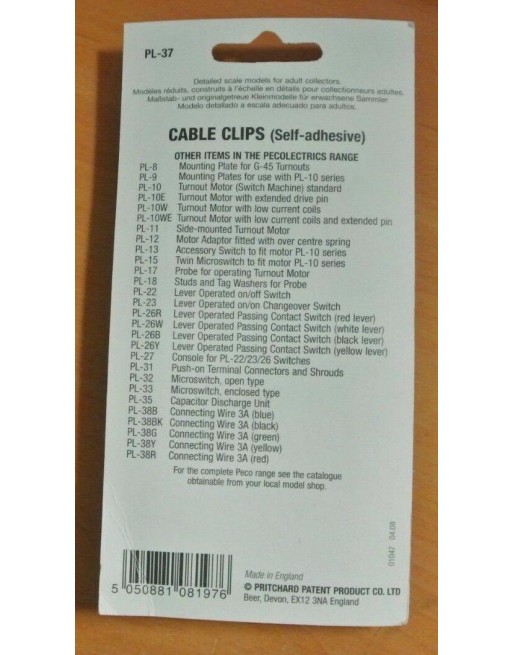 PL-37
Detailed scale models for adult collectors.
Modèles réduits, construits à l'échelle en détails pour collectionneurs adultes.
Maßstab- und originalgetreue Kleinmodelle für erwachsene Sammler.
Modelo detallado a escala adecuado para adultos.
CABLE CLIPS (Self-adhesive)
OTHER ITEMS IN THE PECOLECTRICS RANGE
PL-8 Mounting Plate for G-45 Turnouts
PL-9 Mounting Plates for use with PL-10 series
PL-10 Turnout Motor (Switch Machine) standard
PL-10E Turnout Motor with extended drive pin
PL-10W Turnout Motor with low current coils
PL-10WE Turnout Motor with low current coils and extended pin
PL-11 Side-mounted Turnout Motor
PL-12 Motor Adaptor fitted with over centre spring
PL-13 Accessory Switch to fit motor PL-10 series
PL-15 Twin Microswitch to fit motor PL-10 series
PL-17 Probe for operating Turnout Motor
PL-18 Studs and Tag Washers for Probe
PL-22 Lever Operated on/off Switch
PL-23 Lever Operated on/on Changeover Switch
PL-26R Lever Operated Passing Contact Switch (red lever)
PL-26W Lever Operated Passing Contact Switch (white lever)
PL-26B Lever Operated Passing Contact Switch (black lever)
PL-26Y Lever Operated Passing Contact Switch (yellow lever)
PL-27 Console for PL-22/23/26 Switches
PL-31 Push-on Terminal Connectors and Shrouds
PL-32 Microswitch, open type
PL-33 Microswitch, enclosed type
PL-35 Capacitor Discharge Unit
PL-38B Connecting Wire 3A (blue)
PL-38BK Connecting Wire 3A (black)
PL-38G Connecting Wire 3A (green)
PL-38Y Connecting Wire 3A (yellow)
PL-38R Connecting Wire 3A (red)
For the complete Peco range see the catalogue
obtainable from your local model shop.
01047 04.08
5 050881 081976
Made in England
© PRITCHARD PATENT PRODUCT CO. LTD
Beer, Devon, EX12 3NA England